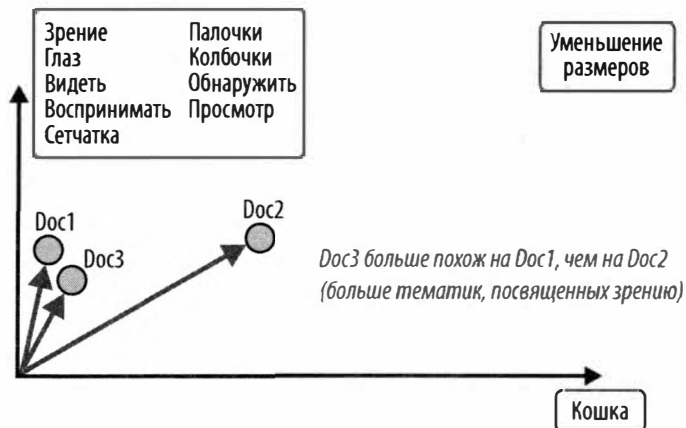 Зрение Палочки
Глаз Колбочки
Видеть Обнаружить
Воспринимать Просмотр
Сетчатка
Уменьшение
размеров
Doc1
Doc2
Doc3
Doc3 больше похож на Doc1, чем на Doc2
(больше тематик, посвященных зрению)
Кошка